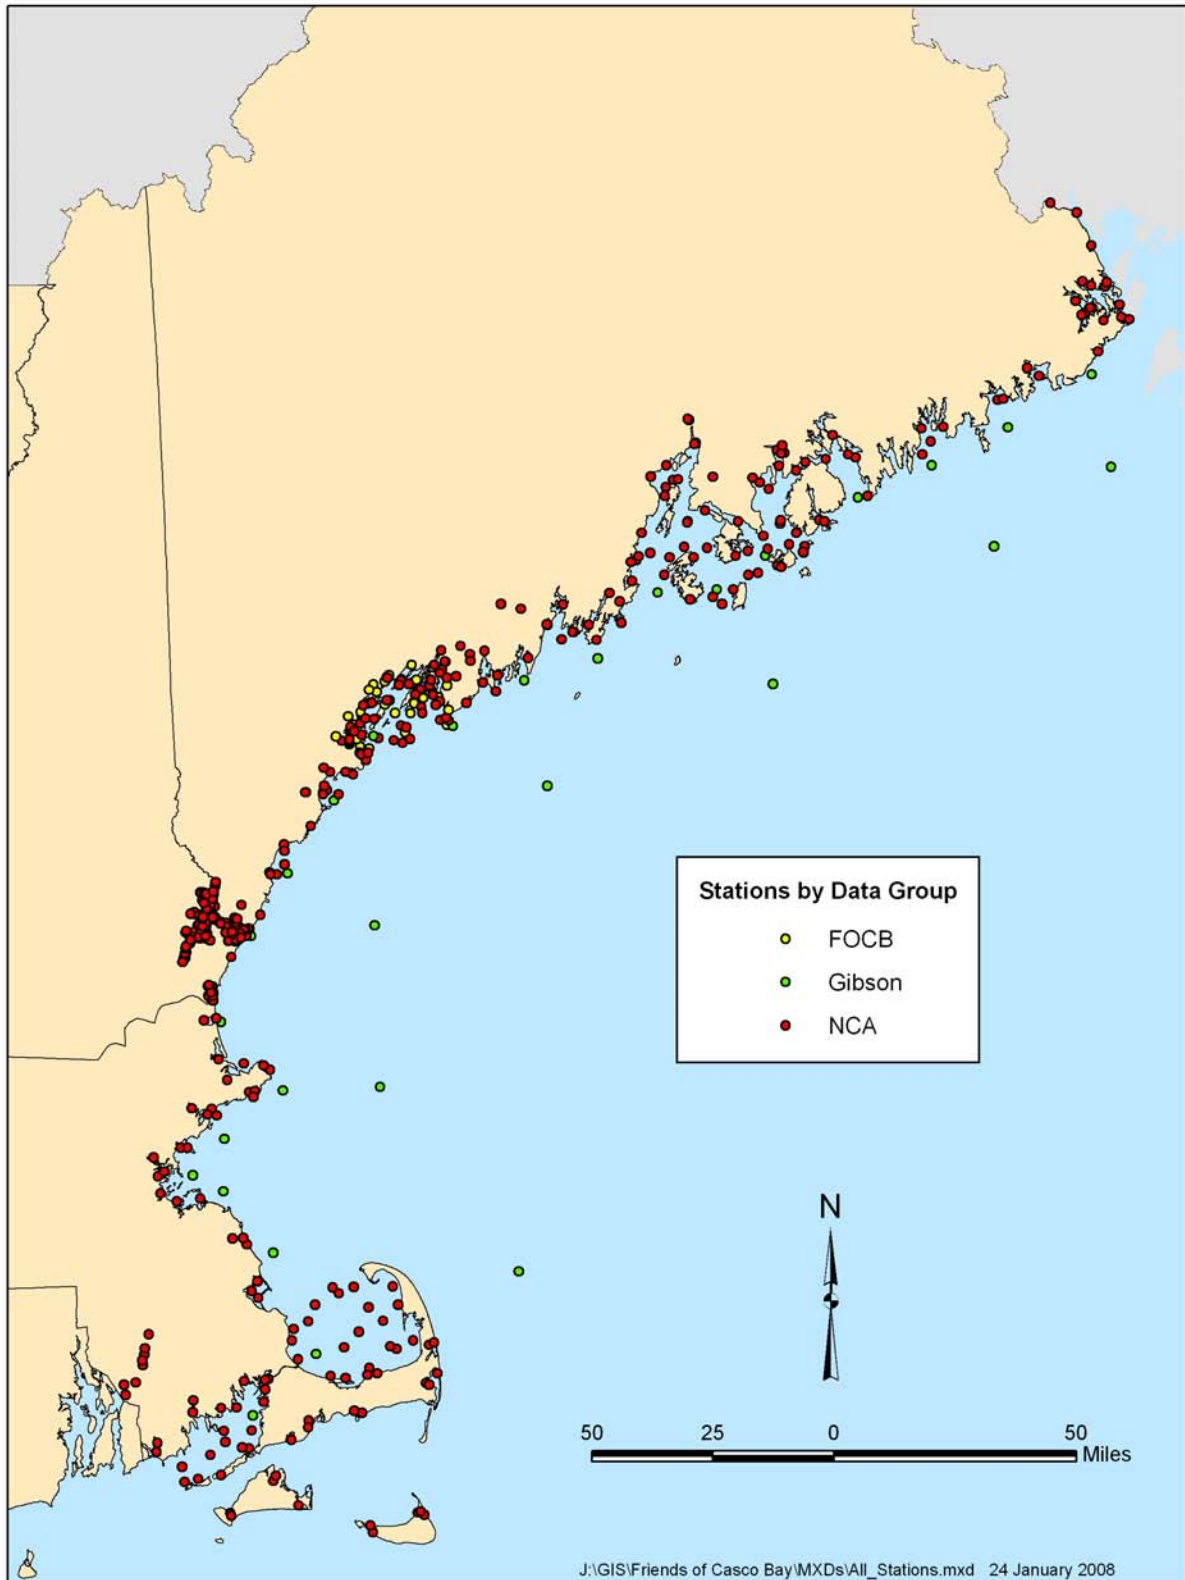 Stations by Data Group
FOCB
Gibson
NCA
N
50 25 0 50
Miles
J:\GIS\Friends of Casco Bay\MXDs\All_Stations.mxd 24 January 2008